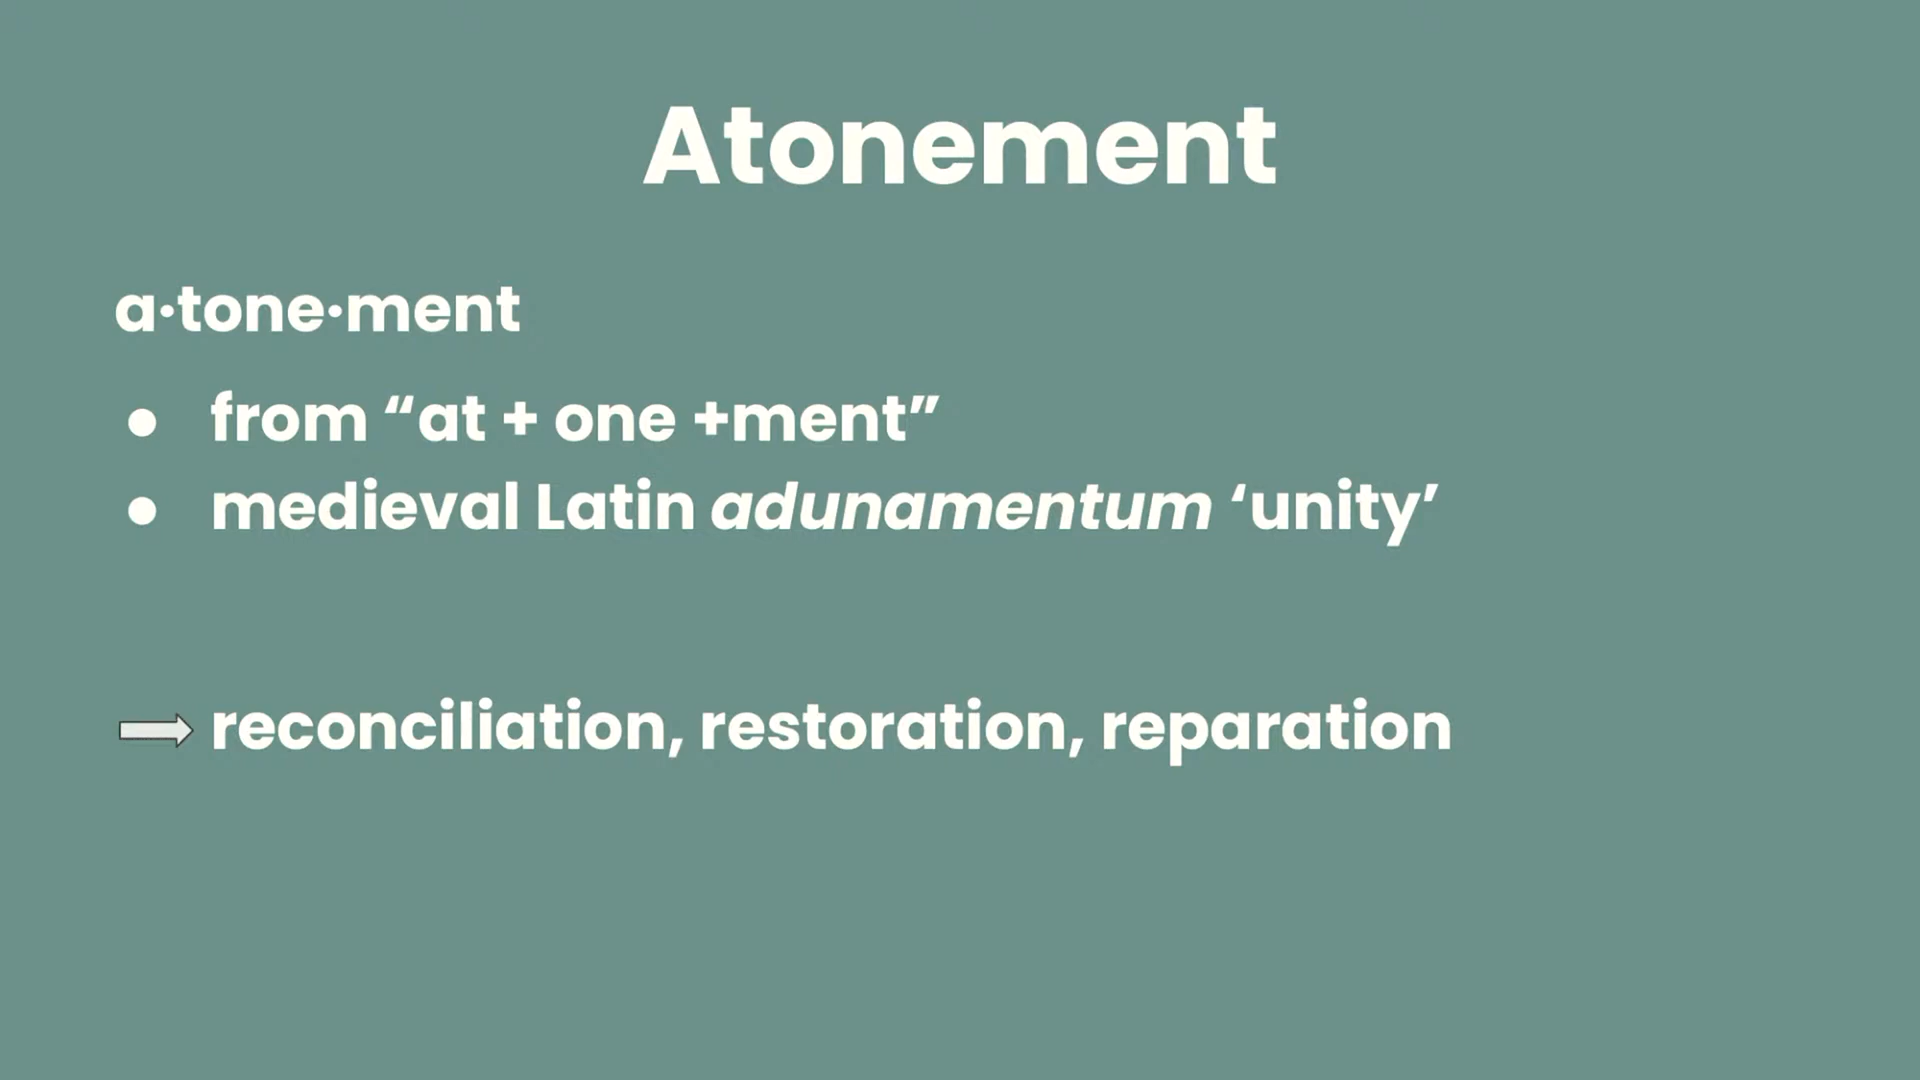 Atonement
a·tone·ment
● from “at + one +ment”
● medieval Latin adunamentum ‘unity’
reconciliation, restoration, reparation